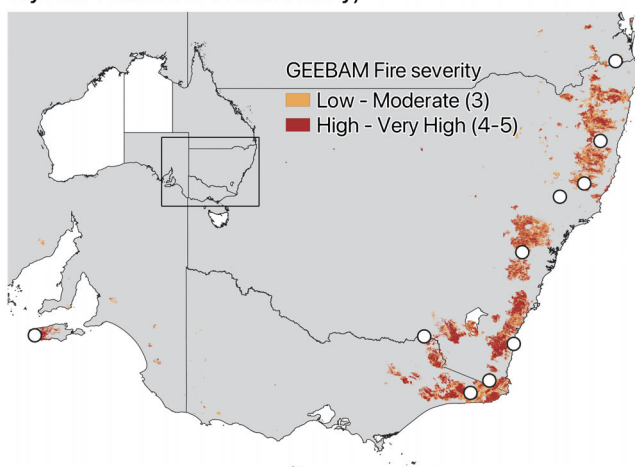 GEEBAM Fire severity
Low - Moderate (3)
High - Very High (4-5)